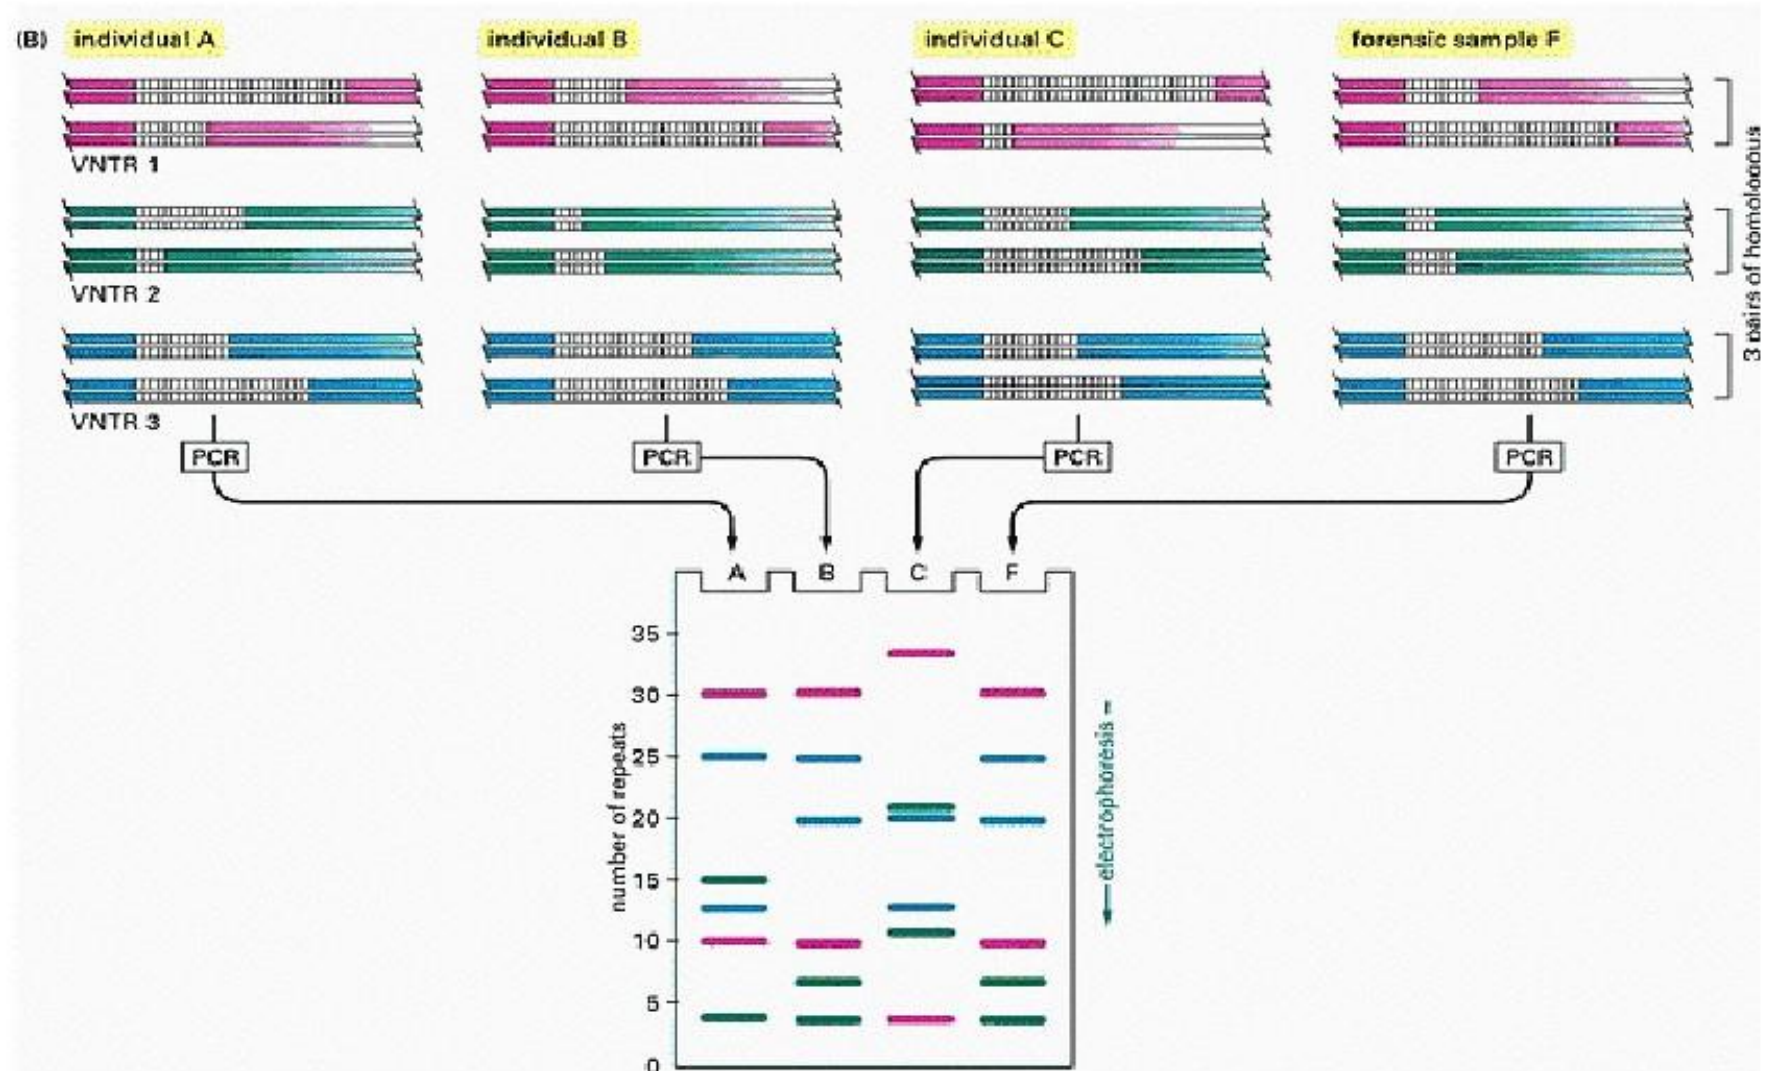 (B) individual A individual B individual C forensic sample F
VNTR 1
VNTR 2
VNTR 3
3 pairs of homologous
PCR PCR PCR PCR
A B C F
35
30
25
20
15
10
5
0
number of repeats
electrophoresis